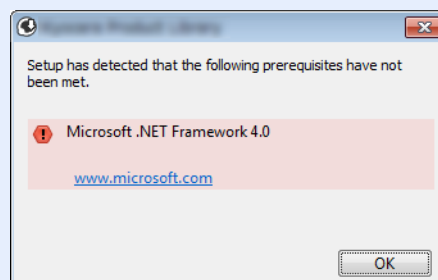 Setup has detected that the following prerequisites have not
been met.
Microsoft .NET Framework 4.0
www.microsoft.com
OK